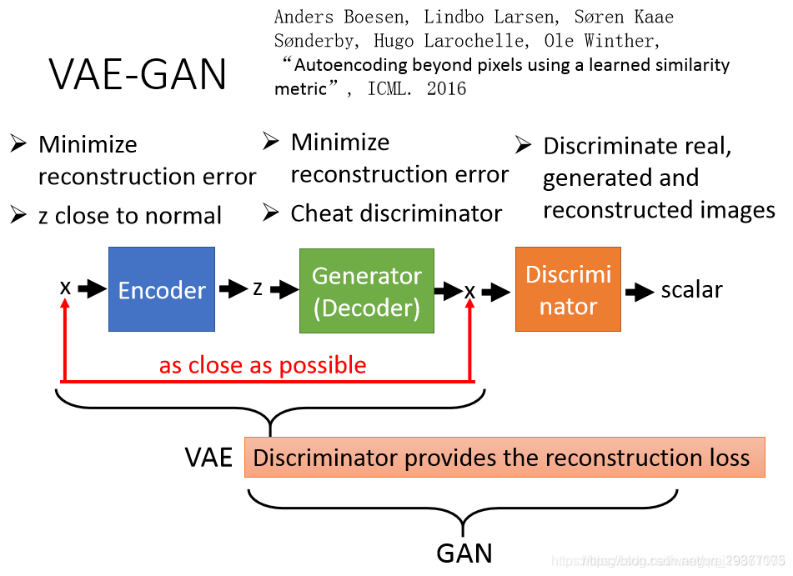 Anders Boesen, Lindbo Larsen, Søren Kaae
Sønderby, Hugo Larochelle, Ole Winther,
“Autoencoding beyond pixels using a learned similarity
metric”, ICML. 2016
VAE-GAN
➢ Minimize
reconstruction error
➢ z close to normal
➢ Minimize
reconstruction error
➢ Cheat discriminator
➢ Discriminate real,
generated and
reconstructed images
x
Encoder
z
Generator
(Decoder)
x
Discrimi
nator
scalar
as close as possible
VAE
Discriminator provides the reconstruction loss
GAN